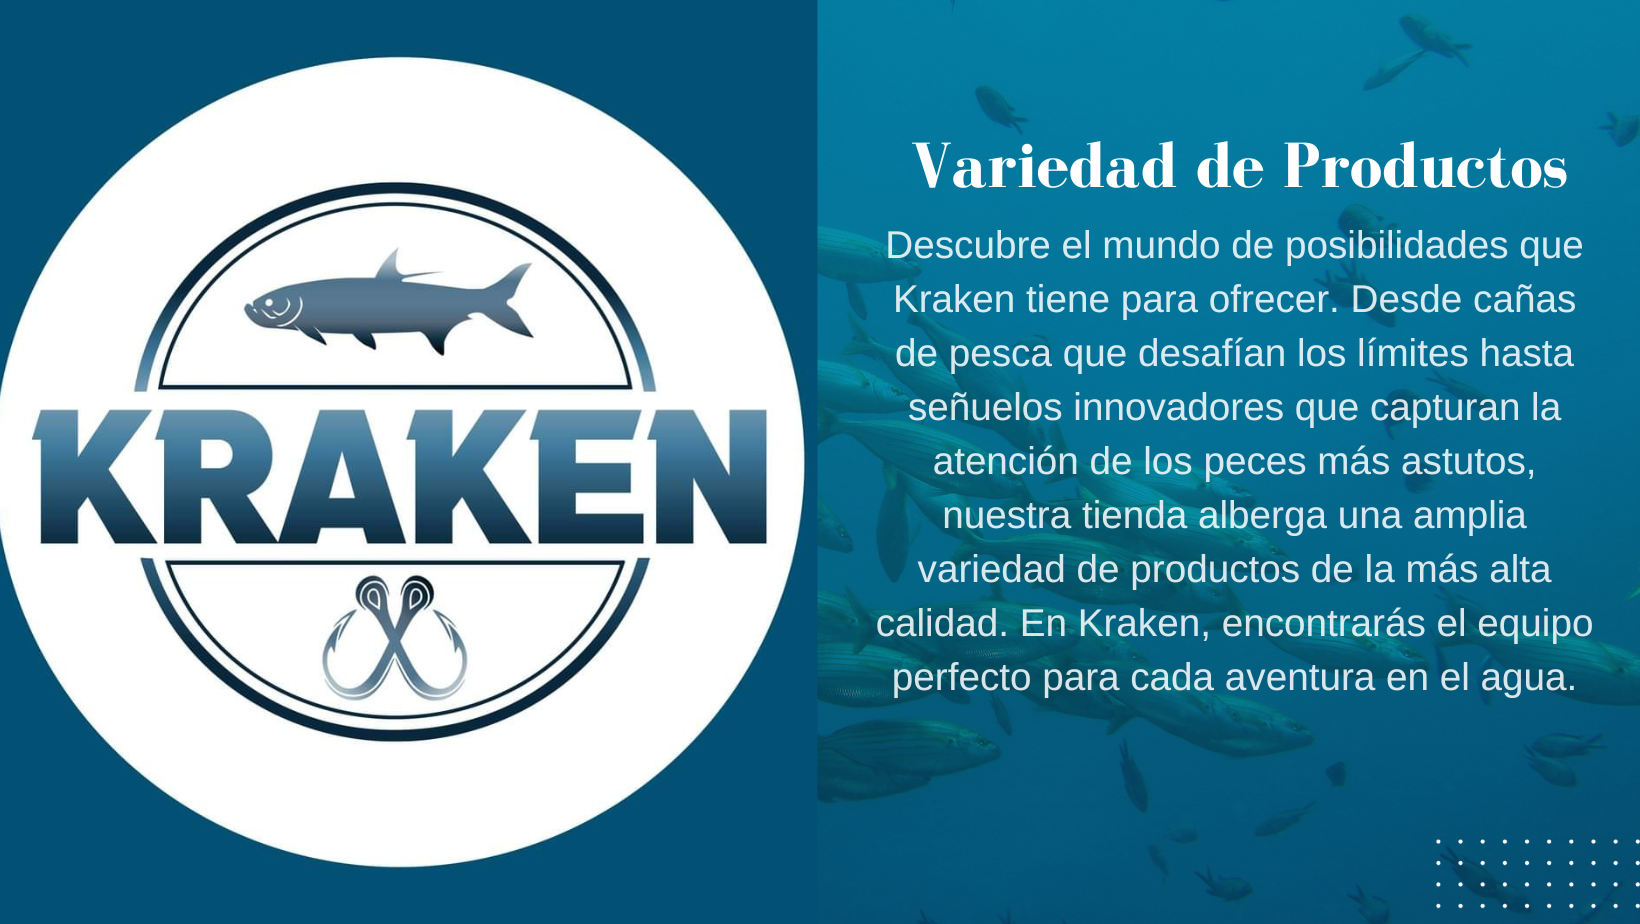 KRAKEN
Variedad de Productos
Descubre el mundo de posibilidades que
Kraken tiene para ofrecer. Desde cañas
de pesca que desafían los límites hasta
señuelos innovadores que capturan la
atención de los peces más astutos,
nuestra tienda alberga una amplia
variedad de productos de la más alta
calidad. En Kraken, encontrarás el equipo
perfecto para cada aventura en el agua.